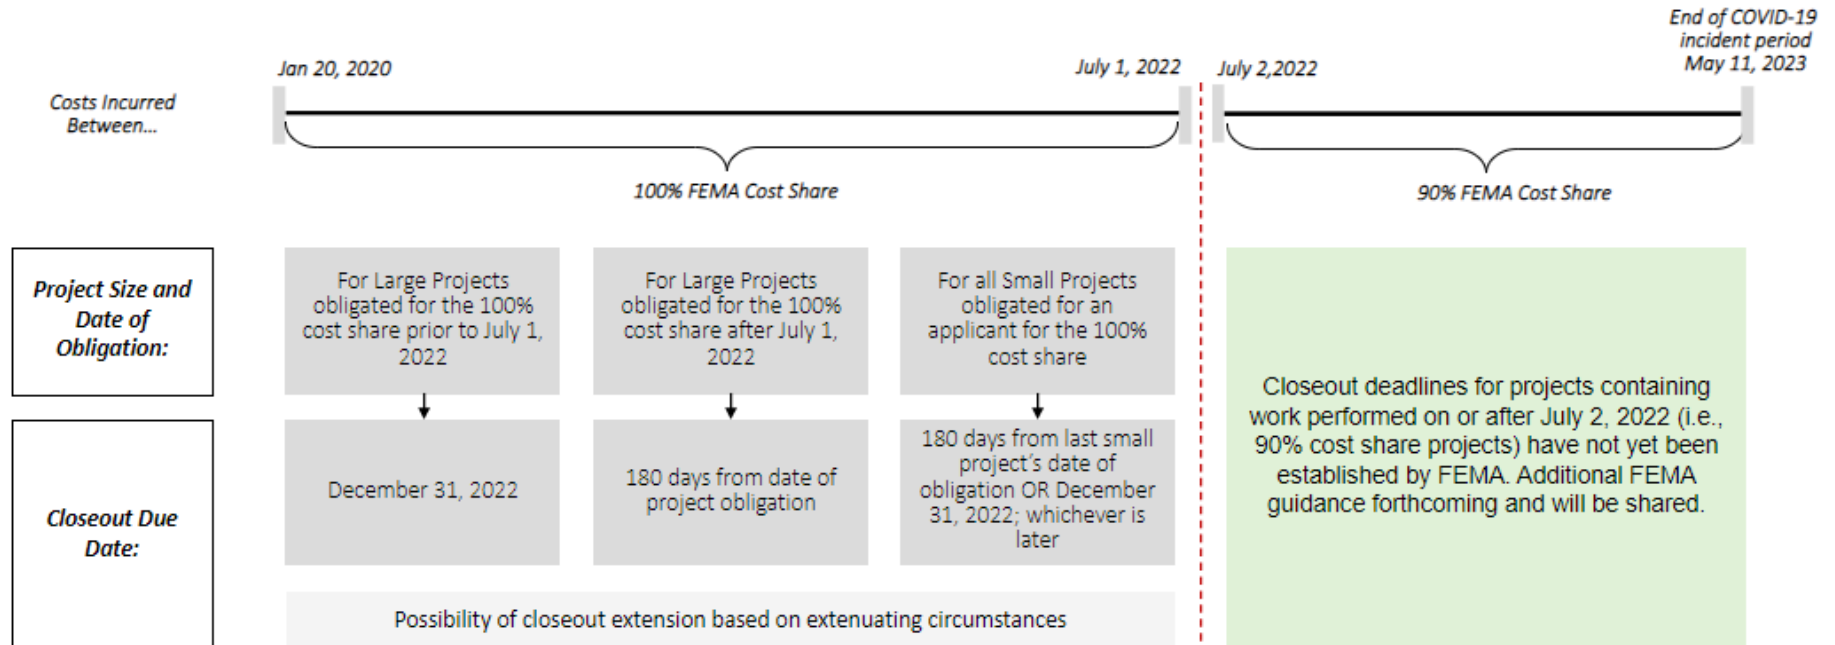 End of COVID-19
incident period
May 11, 2023
Jan 20, 2020
July 1, 2022
July 2,2022
Costs Incurred
Between...
100% FEMA Cost Share
90% FEMA Cost Share
Project Size and
Date of
Obligation:
For Large Projects
obligated for the 100%
cost share prior to July 1,
2022
For Large Projects
obligated for the 100%
cost share after July 1,
2022
For all Small Projects
obligated for an
applicant for the 100%
cost share
Closeout Due
Date:
December 31, 2022
180 days from date of
project obligation
180 days from last small
project's date of
obligation OR December
31, 2022; whichever is
later
Closeout deadlines for projects containing
work performed on or after July 2, 2022 (i.e.,
90% cost share projects) have not yet been
established by FEMA. Additional FEMA
guidance forthcoming and will be shared.
Possibility of closeout extension based on extenuating circumstances